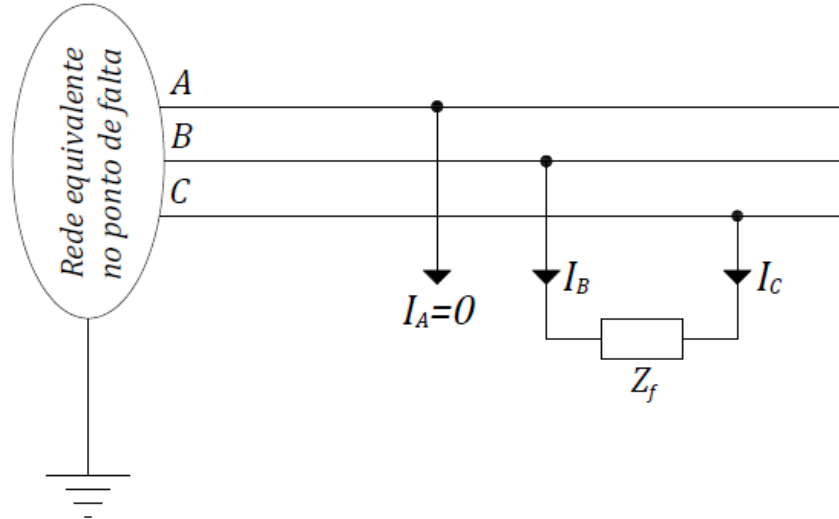 Rede equivalente
no ponto de falta
A
B
C
I_A=0
I_B
I_C
Z_f